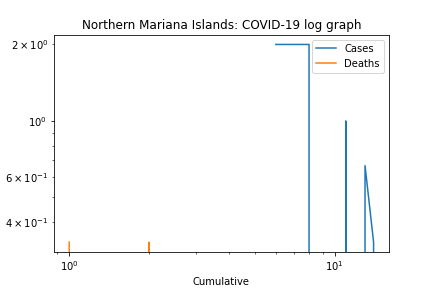 Northern Mariana Islands: COVID-19 log graph
2 × 10⁰
10⁰
6 × 10⁻¹
4 × 10⁻¹
Cases
Deaths
10⁰ 10¹
Cumulative